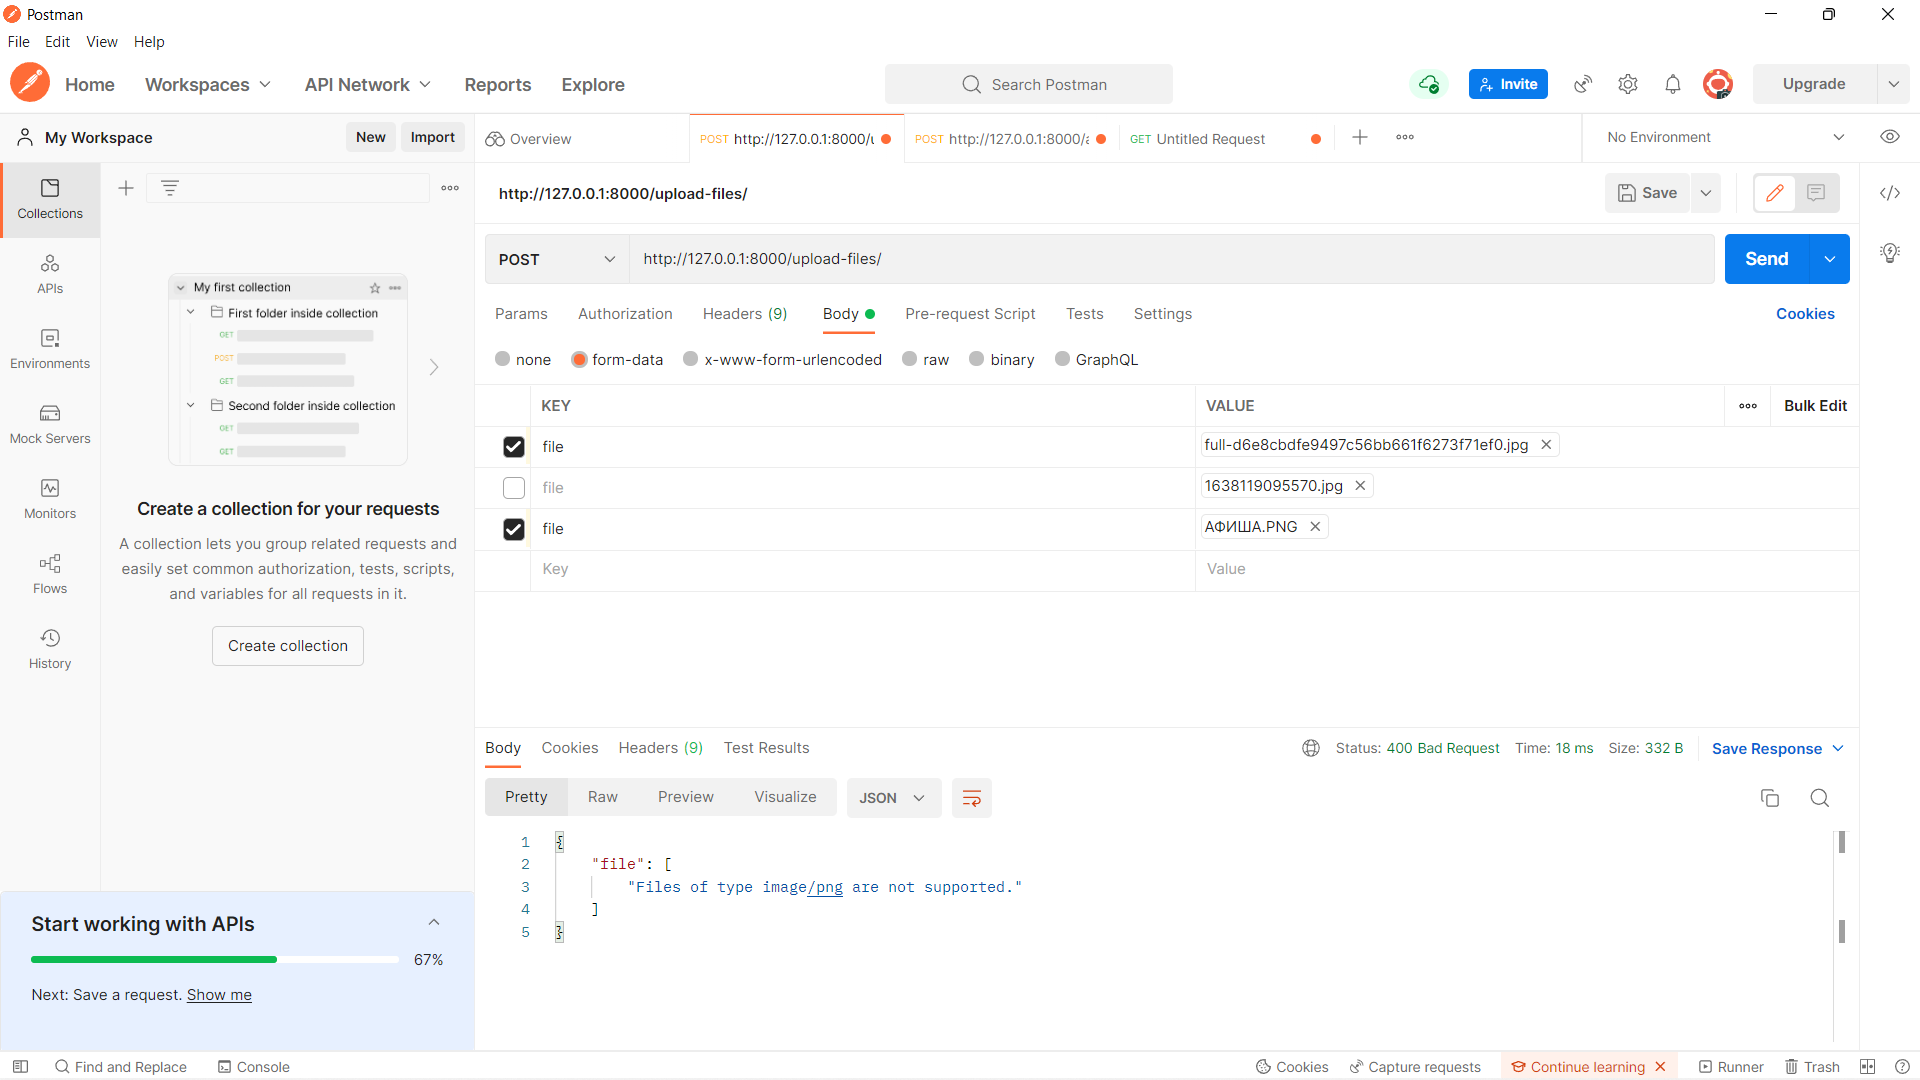 Postman
File Edit View Help
Home Workspaces API Network Reports Explore Search Postman Invite Upgrade
My Workspace New Import Overview POST http://127.0.0.1:8000/u POST http://127.0.0.1:8000/a GET Untitled Request No Environment
http://127.0.0.1:8000/upload-files/ Save
POST http://127.0.0.1:8000/upload-files/ Send
Params Authorization Headers (9) Body Pre-request Script Tests Settings Cookies
none form-data x-www-form-urlencoded raw binary GraphQL
KEY VALUE Bulk Edit
file full-d6e8cbdfe9497c56bb661f6273f71ef0.jpg
file 1638119095570.jpg
file АФИША.PNG
Key Value
Collections
APIs
Environments
Mock Servers
Monitors
Flows
History
My first collection
First folder inside collection
GET
POST
GET
Second folder inside collection
GET
GET
Create a collection for your requests
A collection lets you group related requests and
easily set common authorization, tests, scripts,
and variables for all requests in it.
Create collection
Body Cookies Headers (9) Test Results Status: 400 Bad Request Time: 18 ms Size: 332 B Save Response
Pretty Raw Preview Visualize JSON
1 {
2 "file": [
3 "Files of type image/png are not supported."
4 ]
5 }
Start working with APIs
67%
Next: Save a request. Show me
Find and Replace Console Cookies Capture requests Continue learning Runner Trash